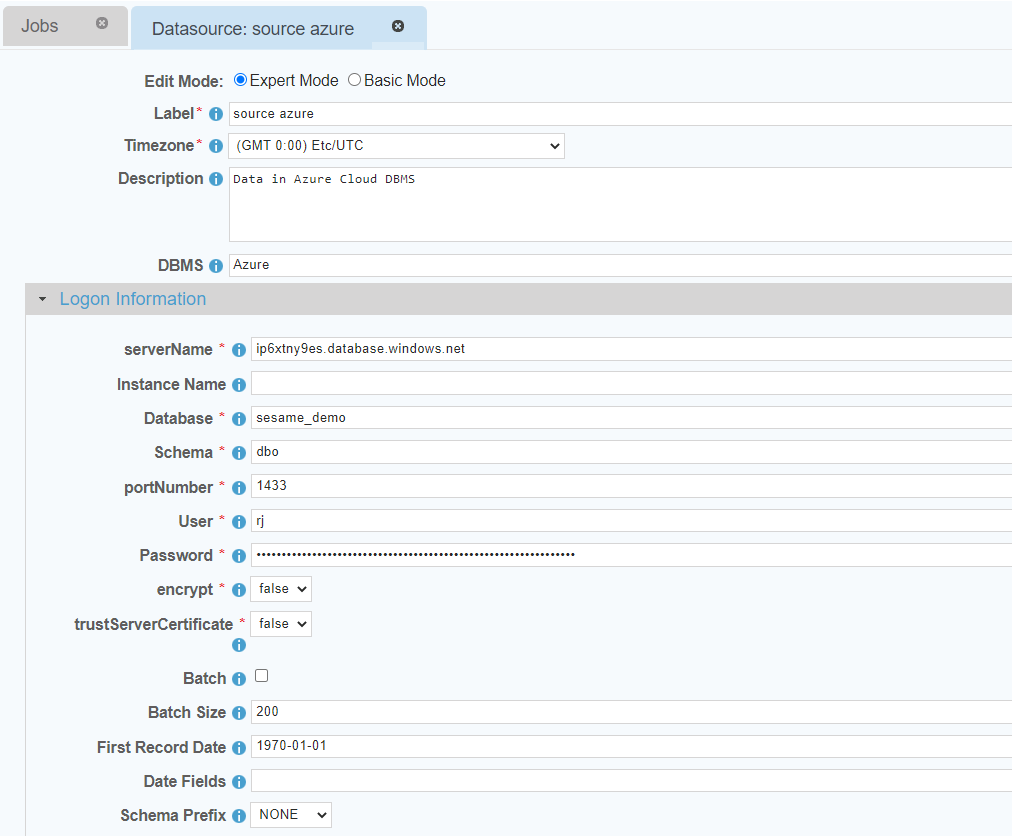 Jobs
Datasource: source azure
Edit Mode: Expert Mode Basic Mode
Label* source azure
Timezone* (GMT 0:00) Etc/UTC
Description Data in Azure Cloud DBMS
DBMS Azure
Logon Information
serverName * ip6xtny9es.database.windows.net
Instance Name
Database * sesame_demo
Schema * dbo
portNumber * 1433
User * rj
Password * ••••••••••••••••••••••••••••••••••••••••••••••••••••••••••••••••
encrypt * false
trustServerCertificate * false
Batch
Batch Size 200
First Record Date 1970-01-01
Date Fields
Schema Prefix NONE